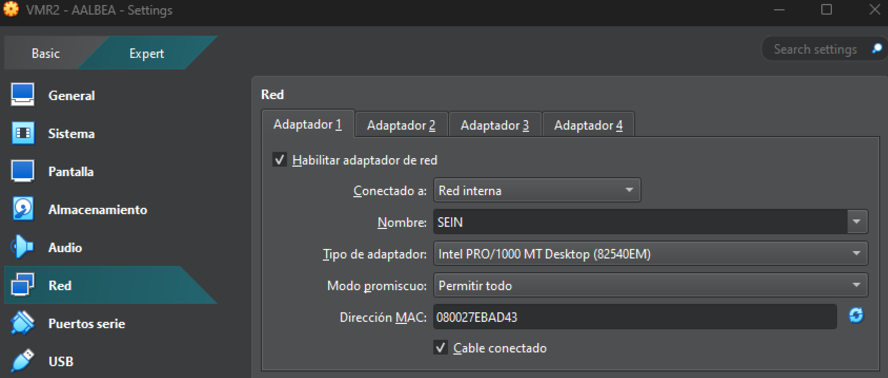 VMR2 - AALBEA - Settings
Basic
Expert
Search settings
General
Sistema
Pantalla
Almacenamiento
Audio
Red
Puertos serie
USB
Red
Adaptador 1
Adaptador 2
Adaptador 3
Adaptador 4
Habilitar adaptador de red
Conectado a: Red interna
Nombre: SEIN
Tipo de adaptador: Intel PRO/1000 MT Desktop (82540EM)
Modo promiscuo: Permitir todo
Dirección MAC: 080027EBAD43
Cable conectado